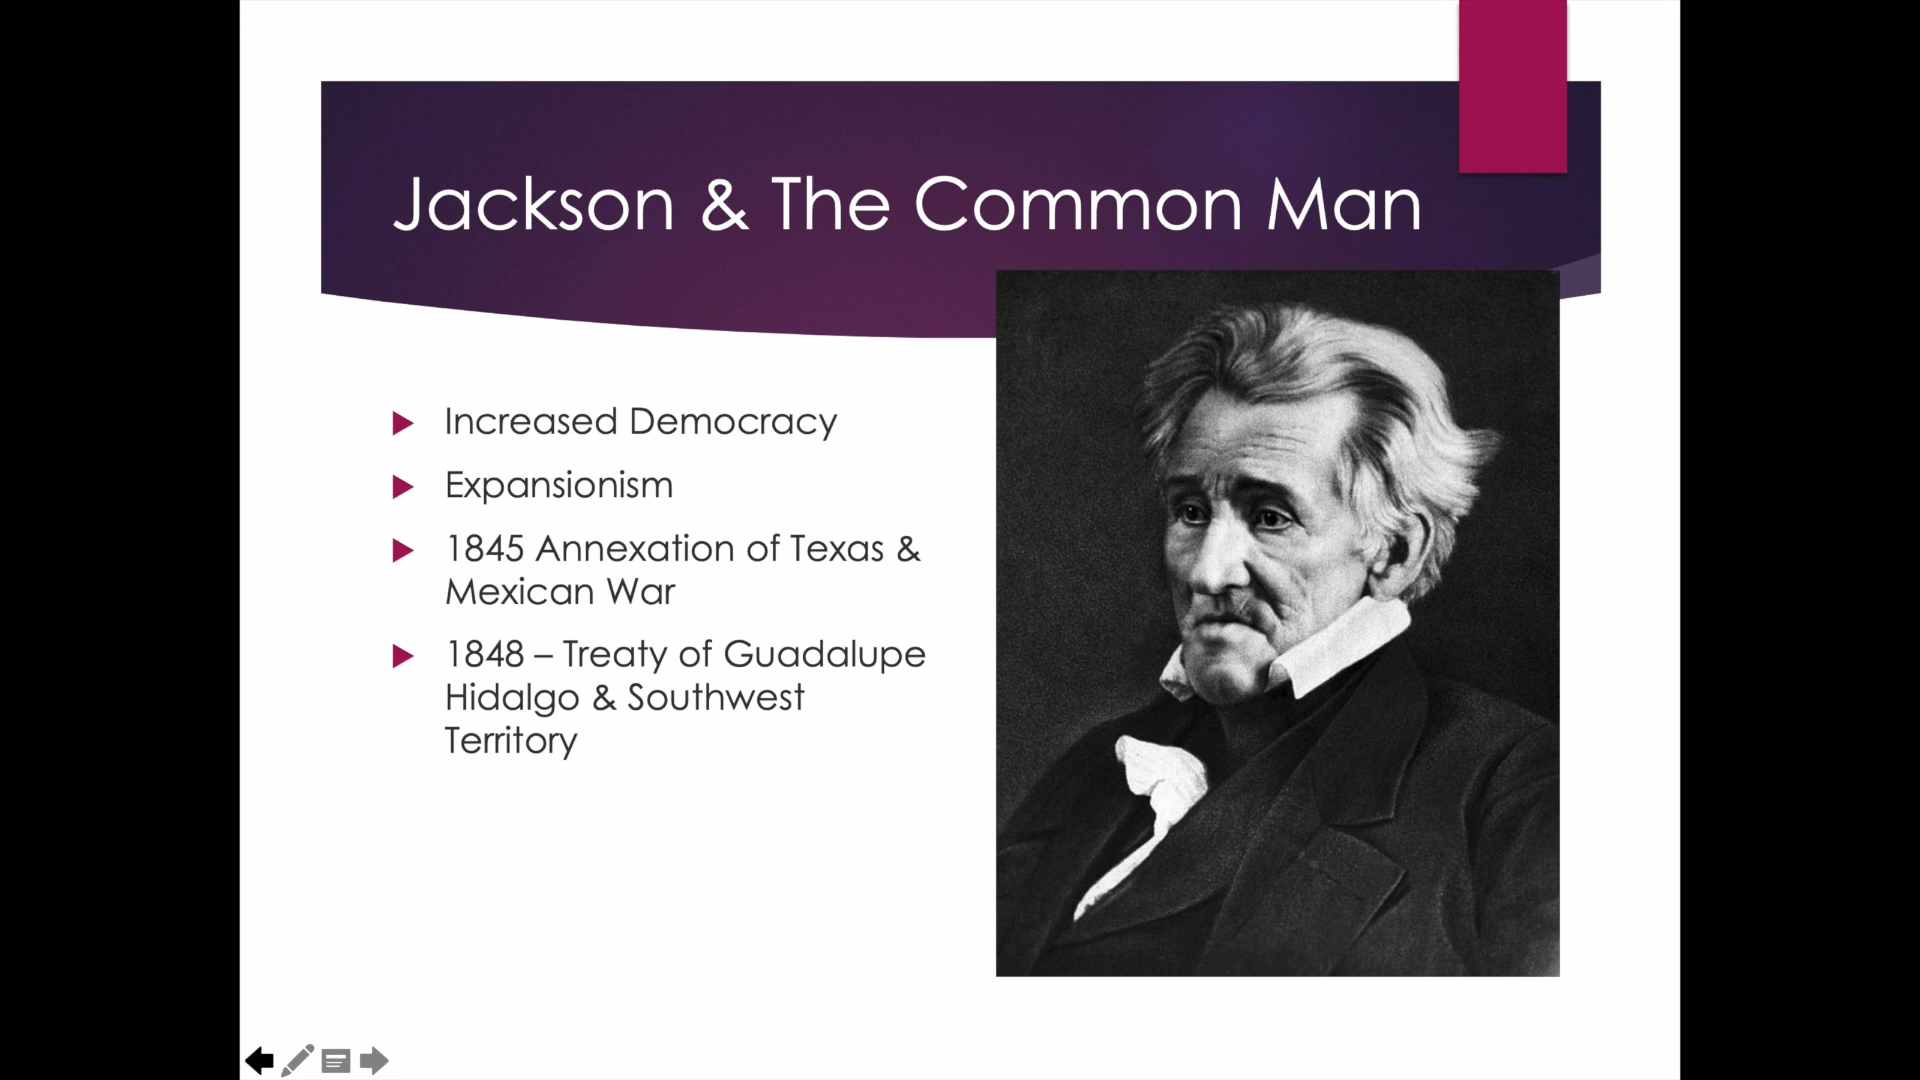 Jackson & The Common Man
Increased Democracy
Expansionism
1845 Annexation of Texas &
Mexican War
1848 – Treaty of Guadalupe
Hidalgo & Southwest
Territory